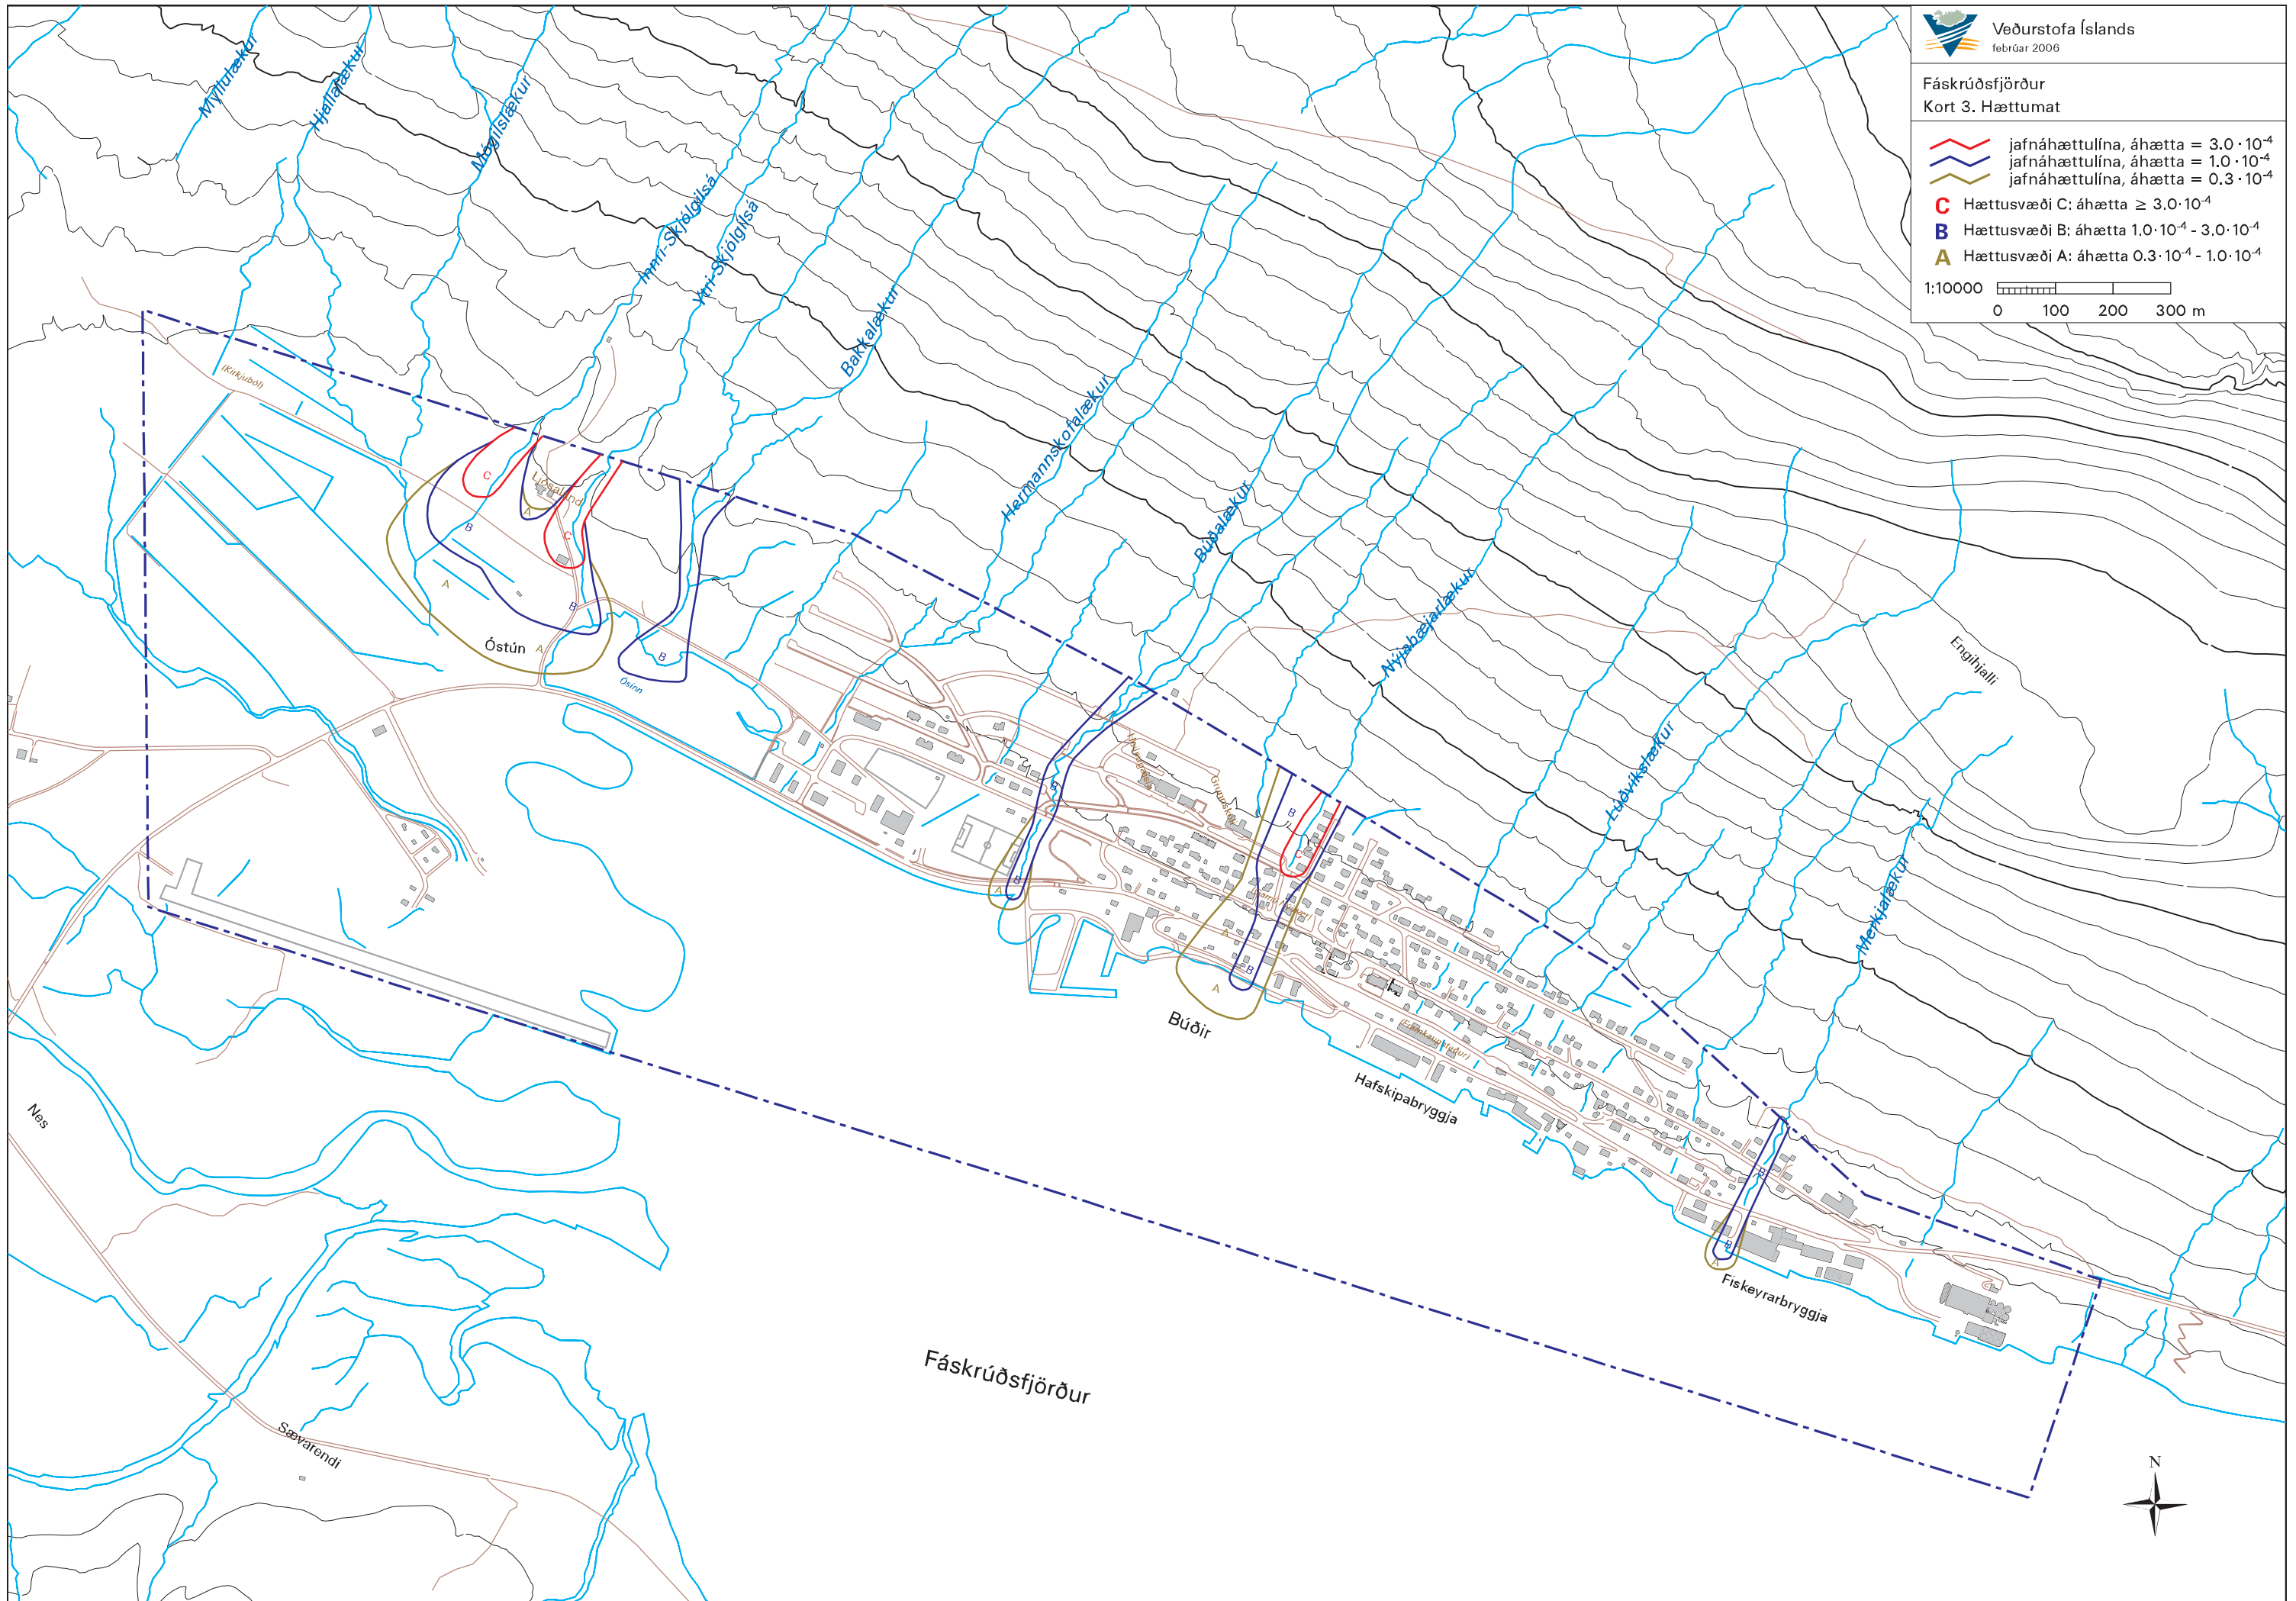 Veðurstofa Íslands
febrúar 2006
Fáskrúðsfjörður
Kort 3. Hættumat
jafnáhættulína, áhætta = 3.0·10⁻⁴
jafnáhættulína, áhætta = 1.0·10⁻⁴
jafnáhættulína, áhætta = 0.3·10⁻⁴
C Hættusvæði C: áhætta ≥ 3.0·10⁻⁴
B Hættusvæði B: áhætta 1.0·10⁻⁴ - 3.0·10⁻⁴
A Hættusvæði A: áhætta 0.3·10⁻⁴ - 1.0·10⁻⁴
1:10000
0 100 200 300 m
Myllulækur
Hjallalækur
Mógilslækur
Innri-Skjólgilsá
Ytri-Skjólgilsá
Bakkalækur
Hermannskofalækur
Búðalækur
Nýjabæjarlækur
Lúðvíkslækur
Merkjalækur
Engihjalli
(Kirkjuból)
Ljósaland
C
A
B
C
A
B
Óstún
A
B
Ósinn
B
B
A
B
C
A
B
A
Búðir
(Framkaupstaður)
Hafskipabryggja
B
B
A
Fiskeyrarbryggja
Ness
Sævarendi
Fáskrúðsfjörður
N